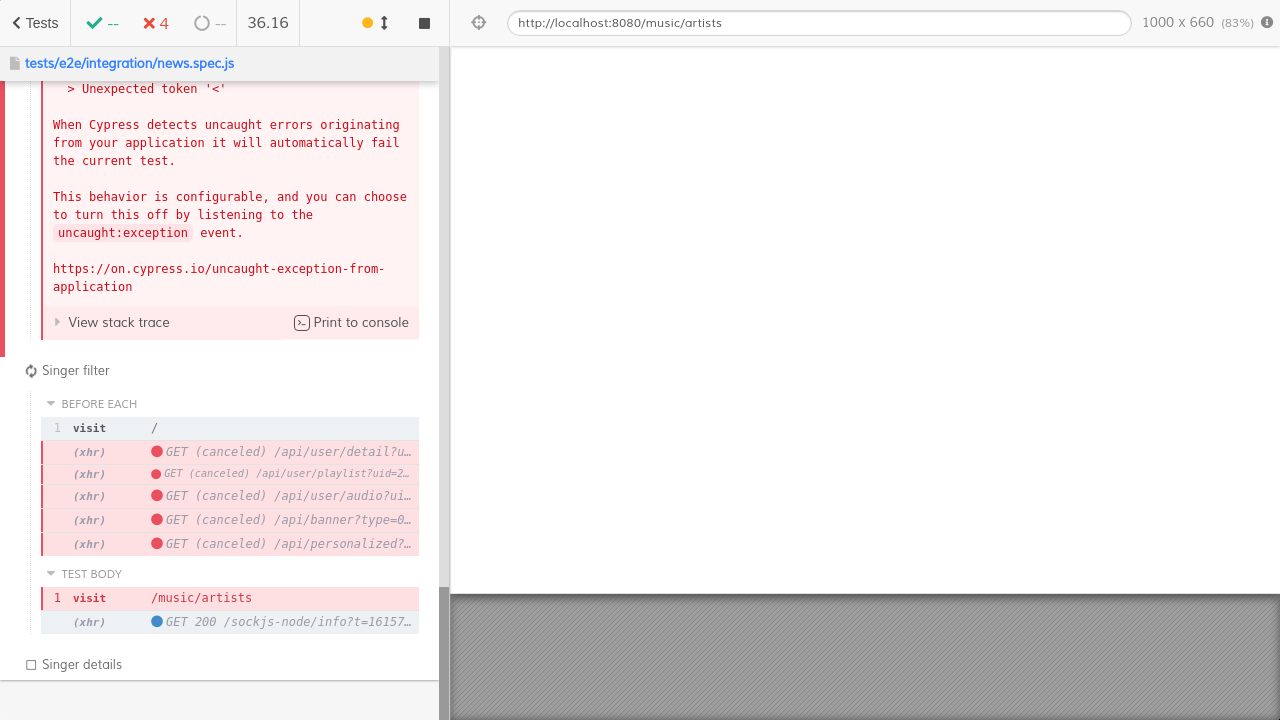 Tests
--
4
--
36.16
http://localhost:8080/music/artists
1000 x 660 (83%)
tests/e2e/integration/news.spec.js
> Unexpected token '<'
When Cypress detects uncaught errors originating
from your application it will automatically fail
the current test.
This behavior is configurable, and you can choose
to turn this off by listening to the
uncaught:exception event.
https://on.cypress.io/uncaught-exception-from-
application
View stack trace
Print to console
Singer filter
BEFORE EACH
1 visit /
(xhr) GET (canceled) /api/user/detail?u…
(xhr) GET (canceled) /api/user/playlist?uid=2…
(xhr) GET (canceled) /api/user/audio?ui…
(xhr) GET (canceled) /api/banner?type=0…
(xhr) GET (canceled) /api/personalized?…
TEST BODY
1 visit /music/artists
(xhr) GET 200 /sockjs-node/info?t=16157…
Singer details